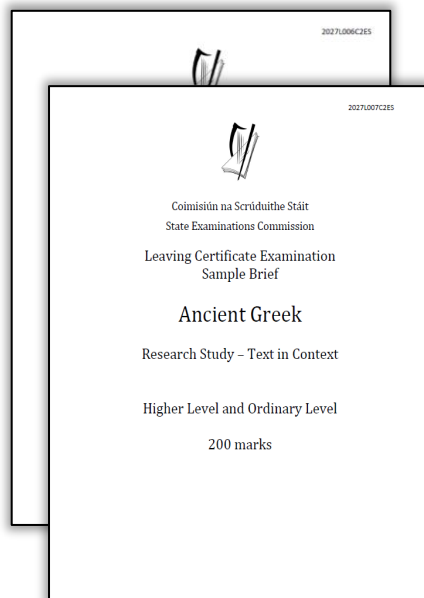 2027L006C2ES
2027L007C2ES
Coimisiún na Scrúduithe Stáit
State Examinations Commission
Leaving Certificate Examination
Sample Brief
Ancient Greek
Research Study – Text in Context
Higher Level and Ordinary Level
200 marks